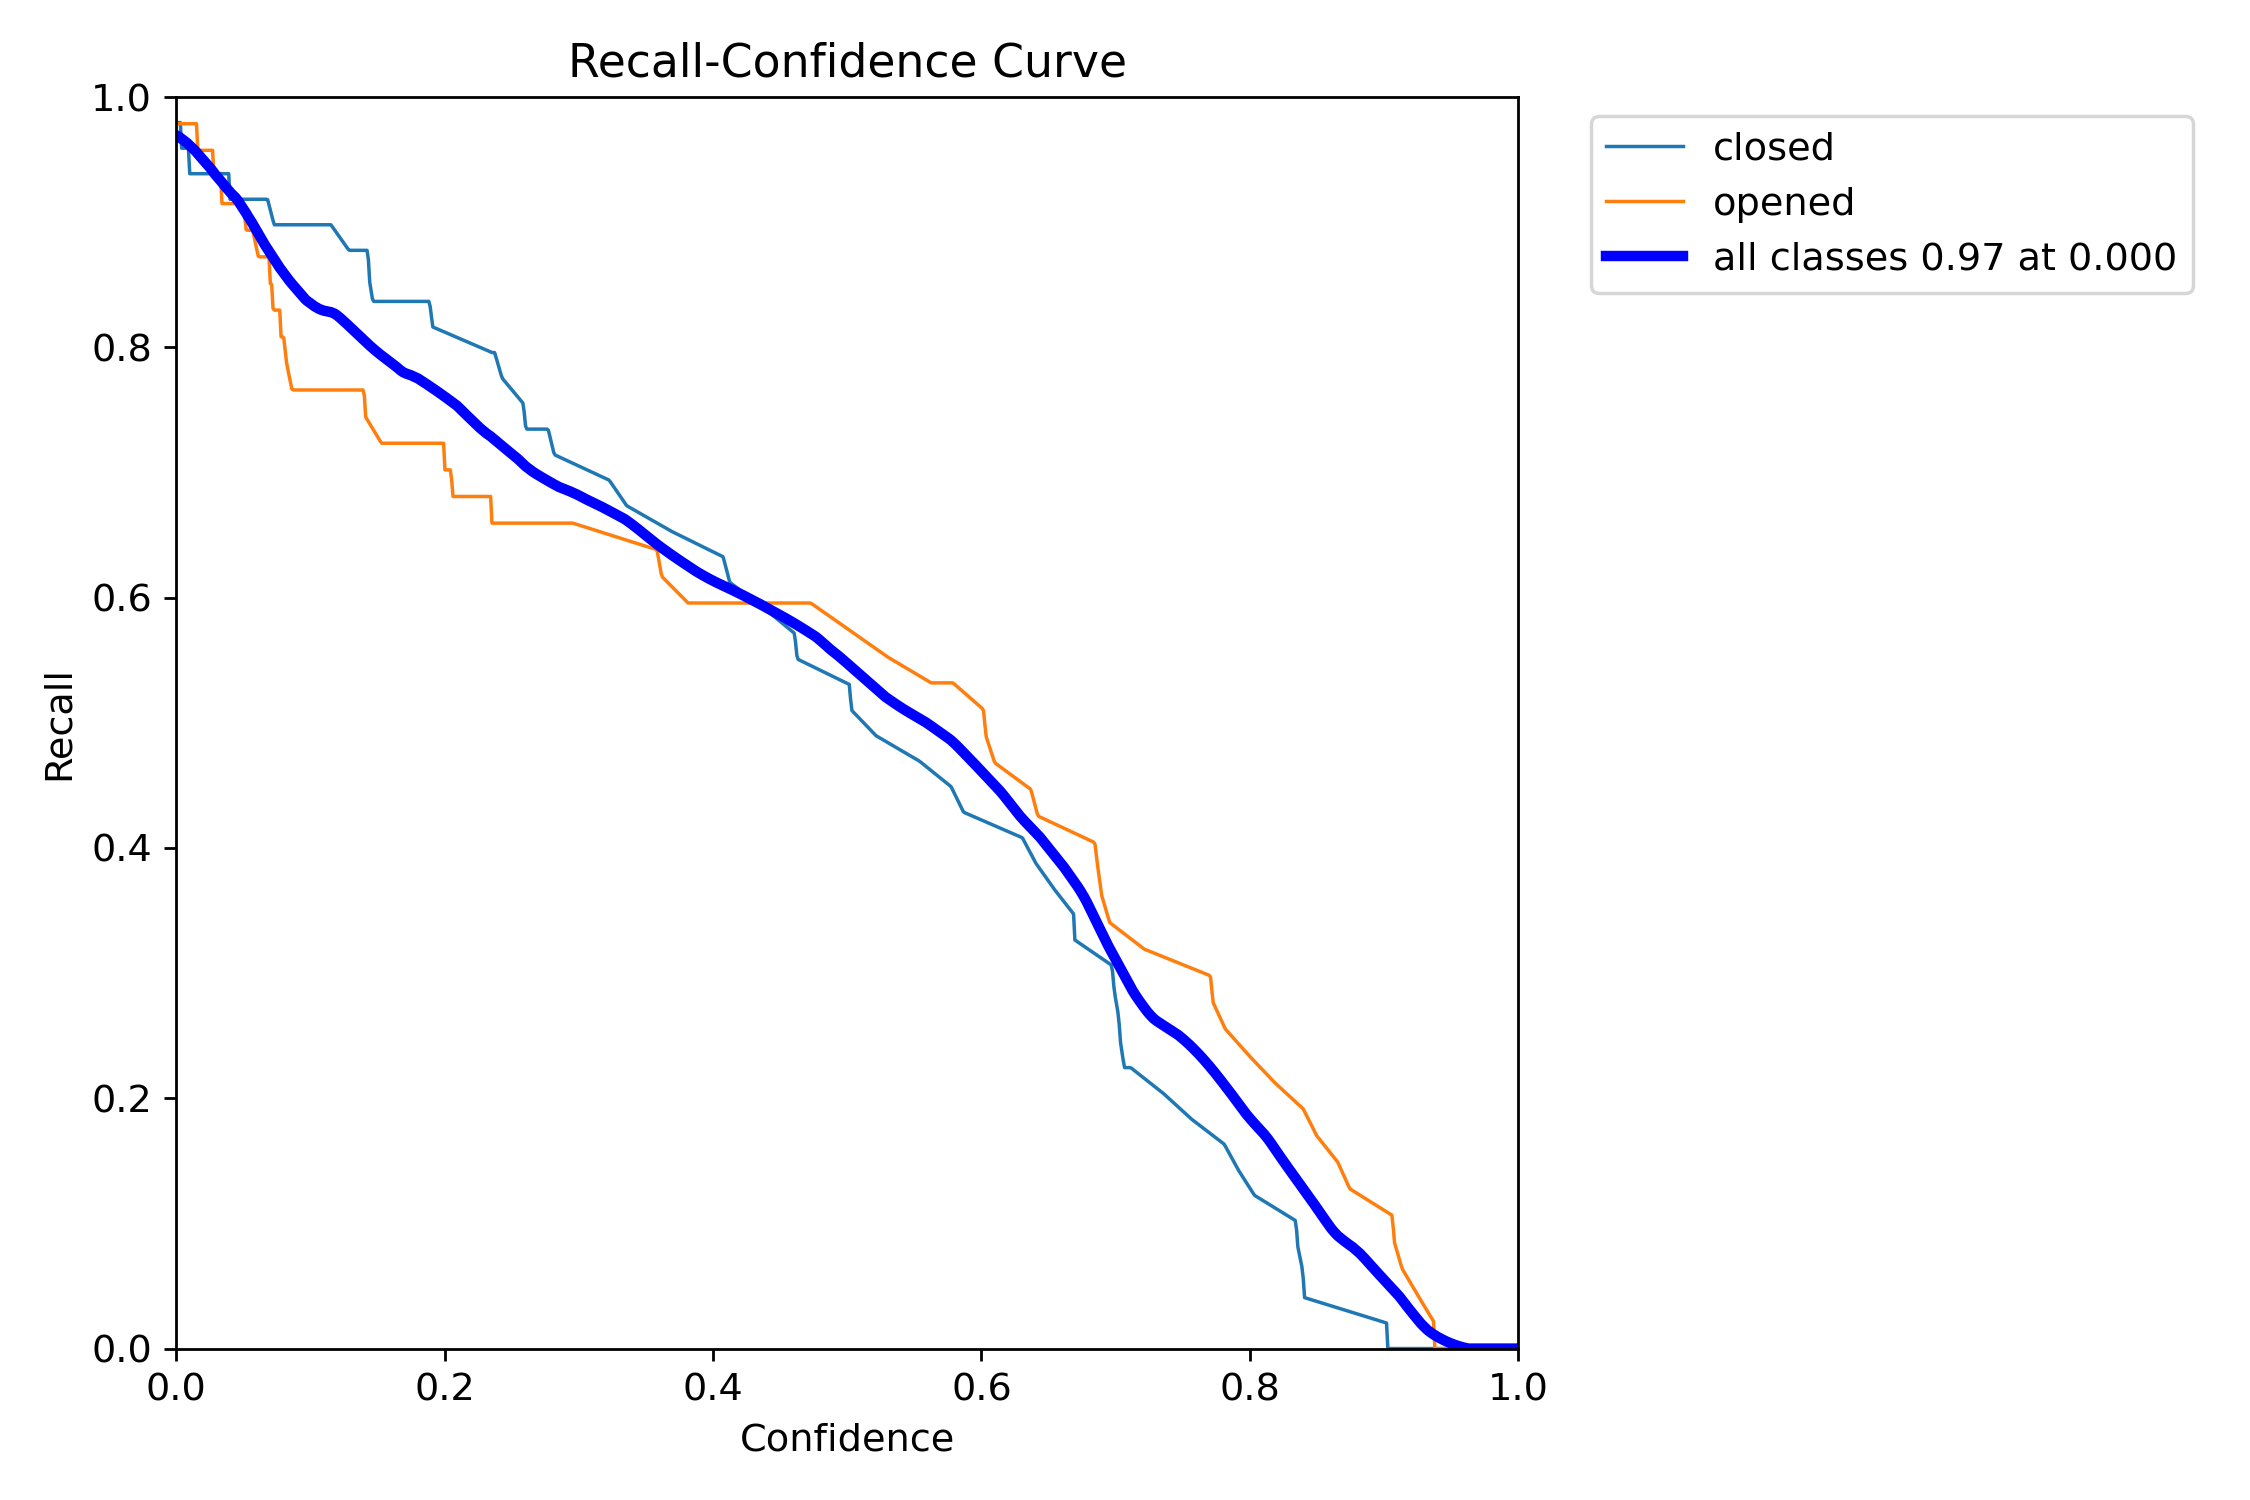 Recall-Confidence Curve
1.0
0.8
0.6
0.4
0.2
0.0
Recall
0.0 0.2 0.4 0.6 0.8 1.0
Confidence
closed
opened
all classes 0.97 at 0.000